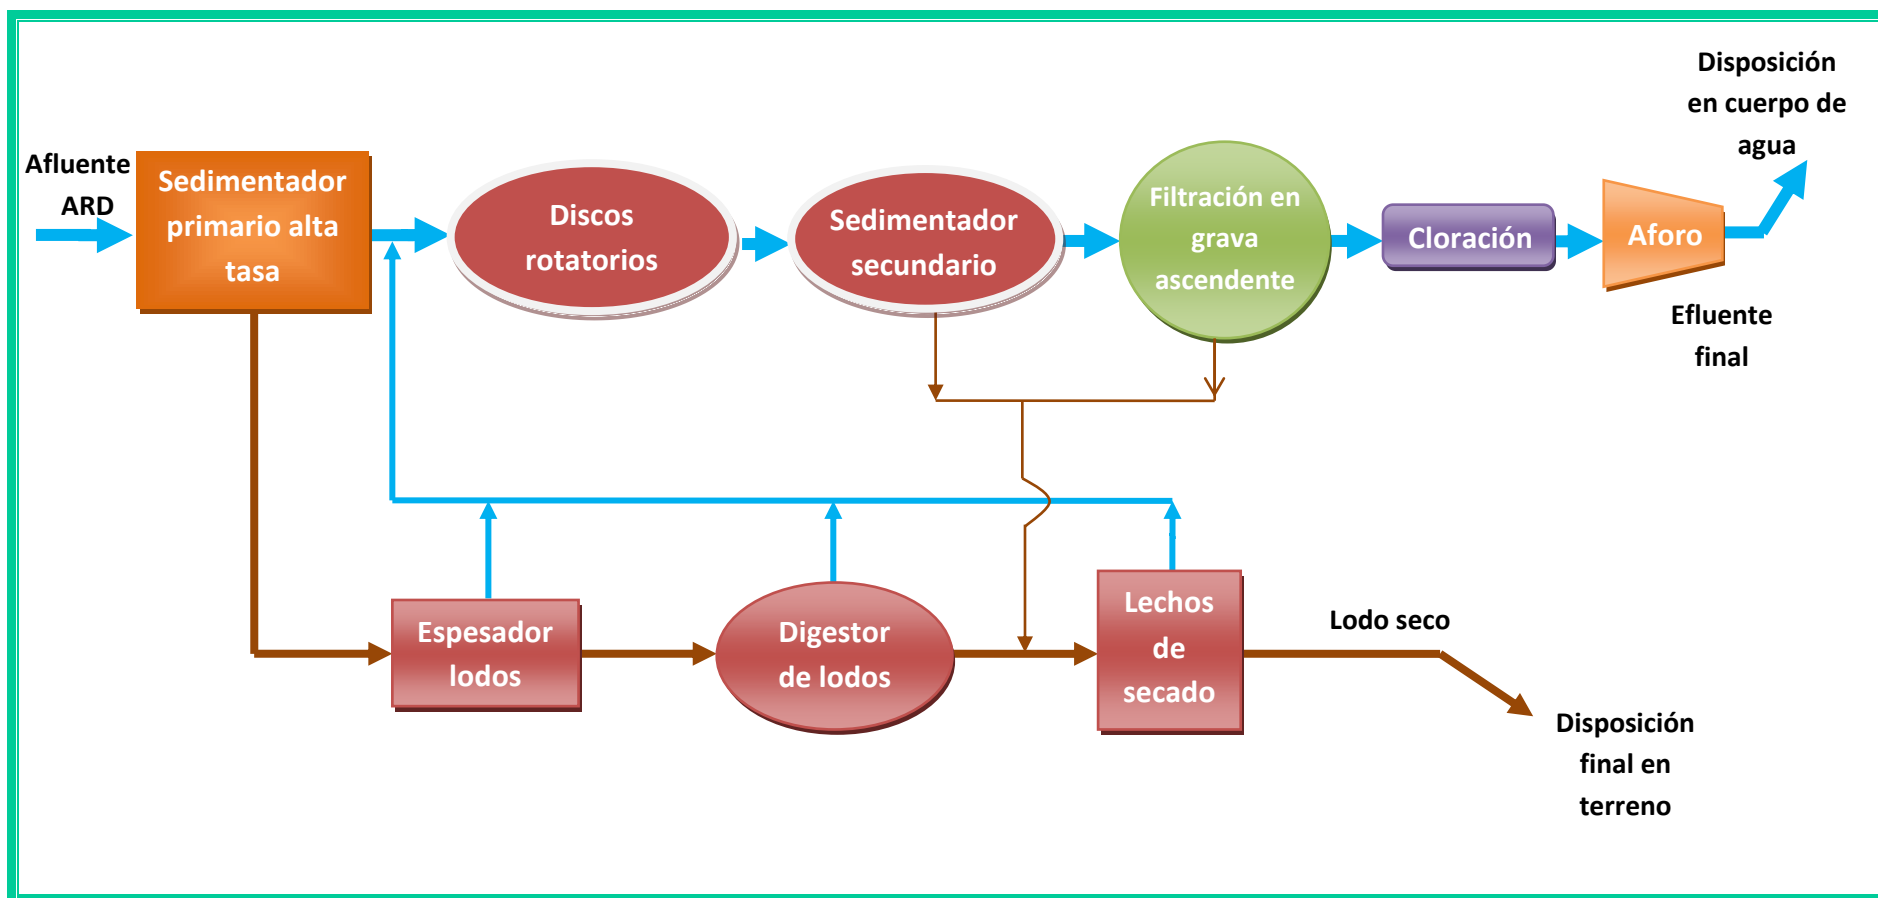 Disposición
en cuerpo de
agua
Afluente
ARD
Sedimentador
primario alta
tasa
Discos
rotatorios
Sedimentador
secundario
Filtración en
grava
ascendente
Cloración
Aforo
Efluente
final
Espesador
lodos
Digestor
de lodos
Lechos
de
secado
Lodo seco
Disposición
final en
terreno